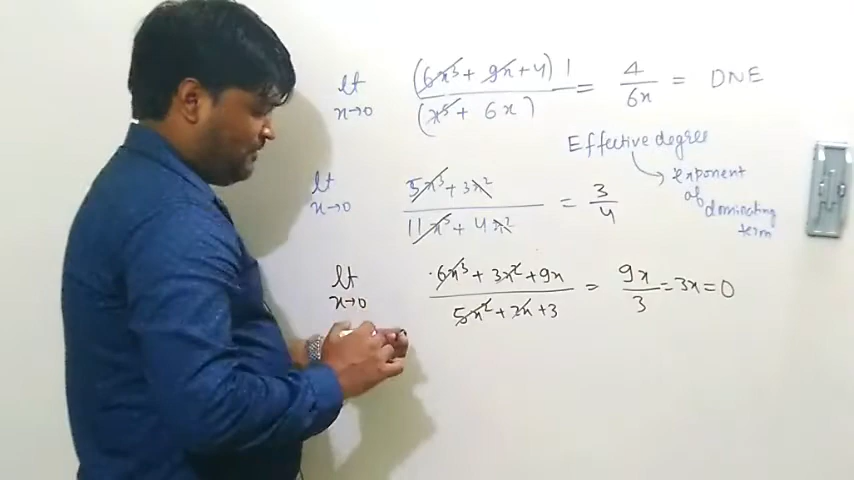 lt x→0 (6x³ + 9x + 4) 1 / (x⁵ + 6x) = 4 / 6x = DNE
Effective degree
→ exponent
of
dominating
term
lt x→0 5x³ + 3x² / 11x³ + 4x² = 3 / 4
lt x→0 6x³ + 3x² + 9x / 5x² + 2x + 3 = 9x / 3 = 3x = 0